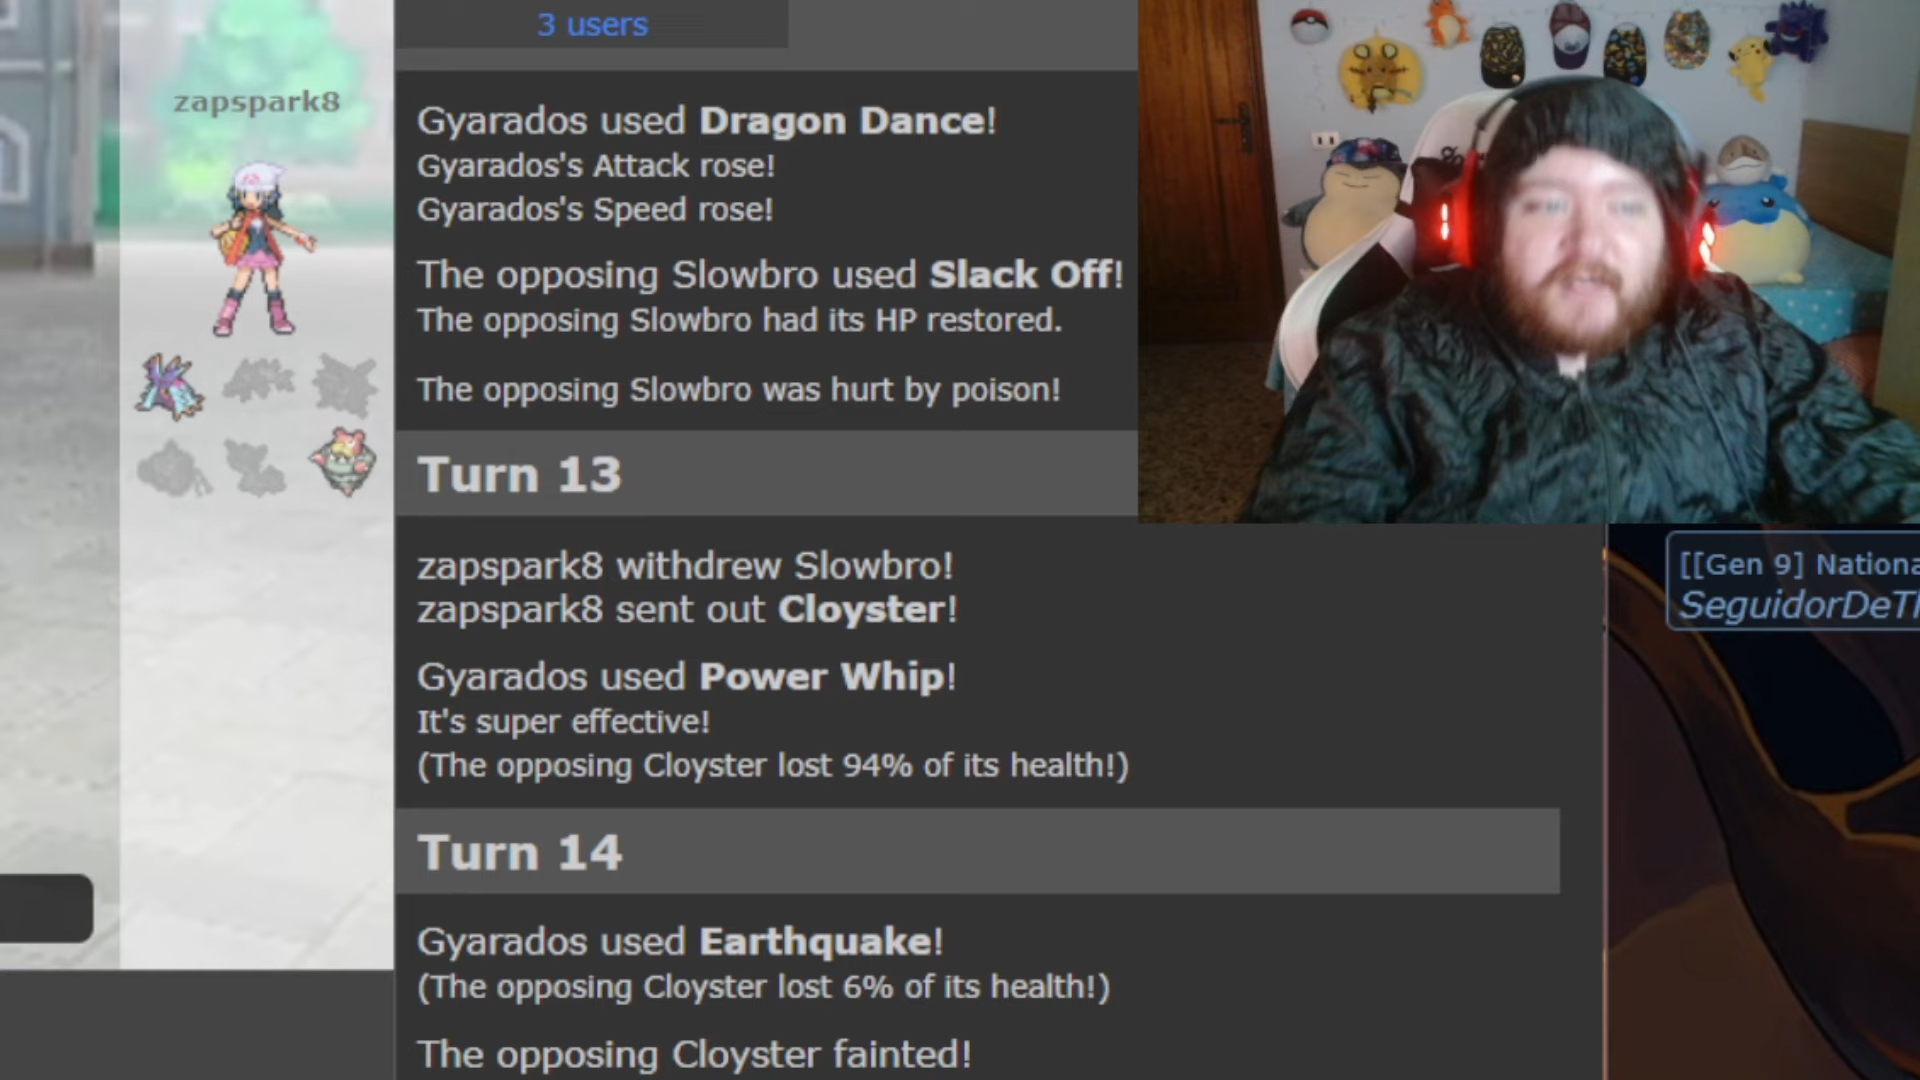 3 users
zapspark8
Gyarados used Dragon Dance!
Gyarados's Attack rose!
Gyarados's Speed rose!
The opposing Slowbro used Slack Off!
The opposing Slowbro had its HP restored.
The opposing Slowbro was hurt by poison!
Turn 13
zapspark8 withdrew Slowbro!
zapspark8 sent out Cloyster!
Gyarados used Power Whip!
It's super effective!
(The opposing Cloyster lost 94% of its health!)
Turn 14
Gyarados used Earthquake!
(The opposing Cloyster lost 6% of its health!)
The opposing Cloyster fainted!
[[Gen 9] Nationa
SeguidorDeTh